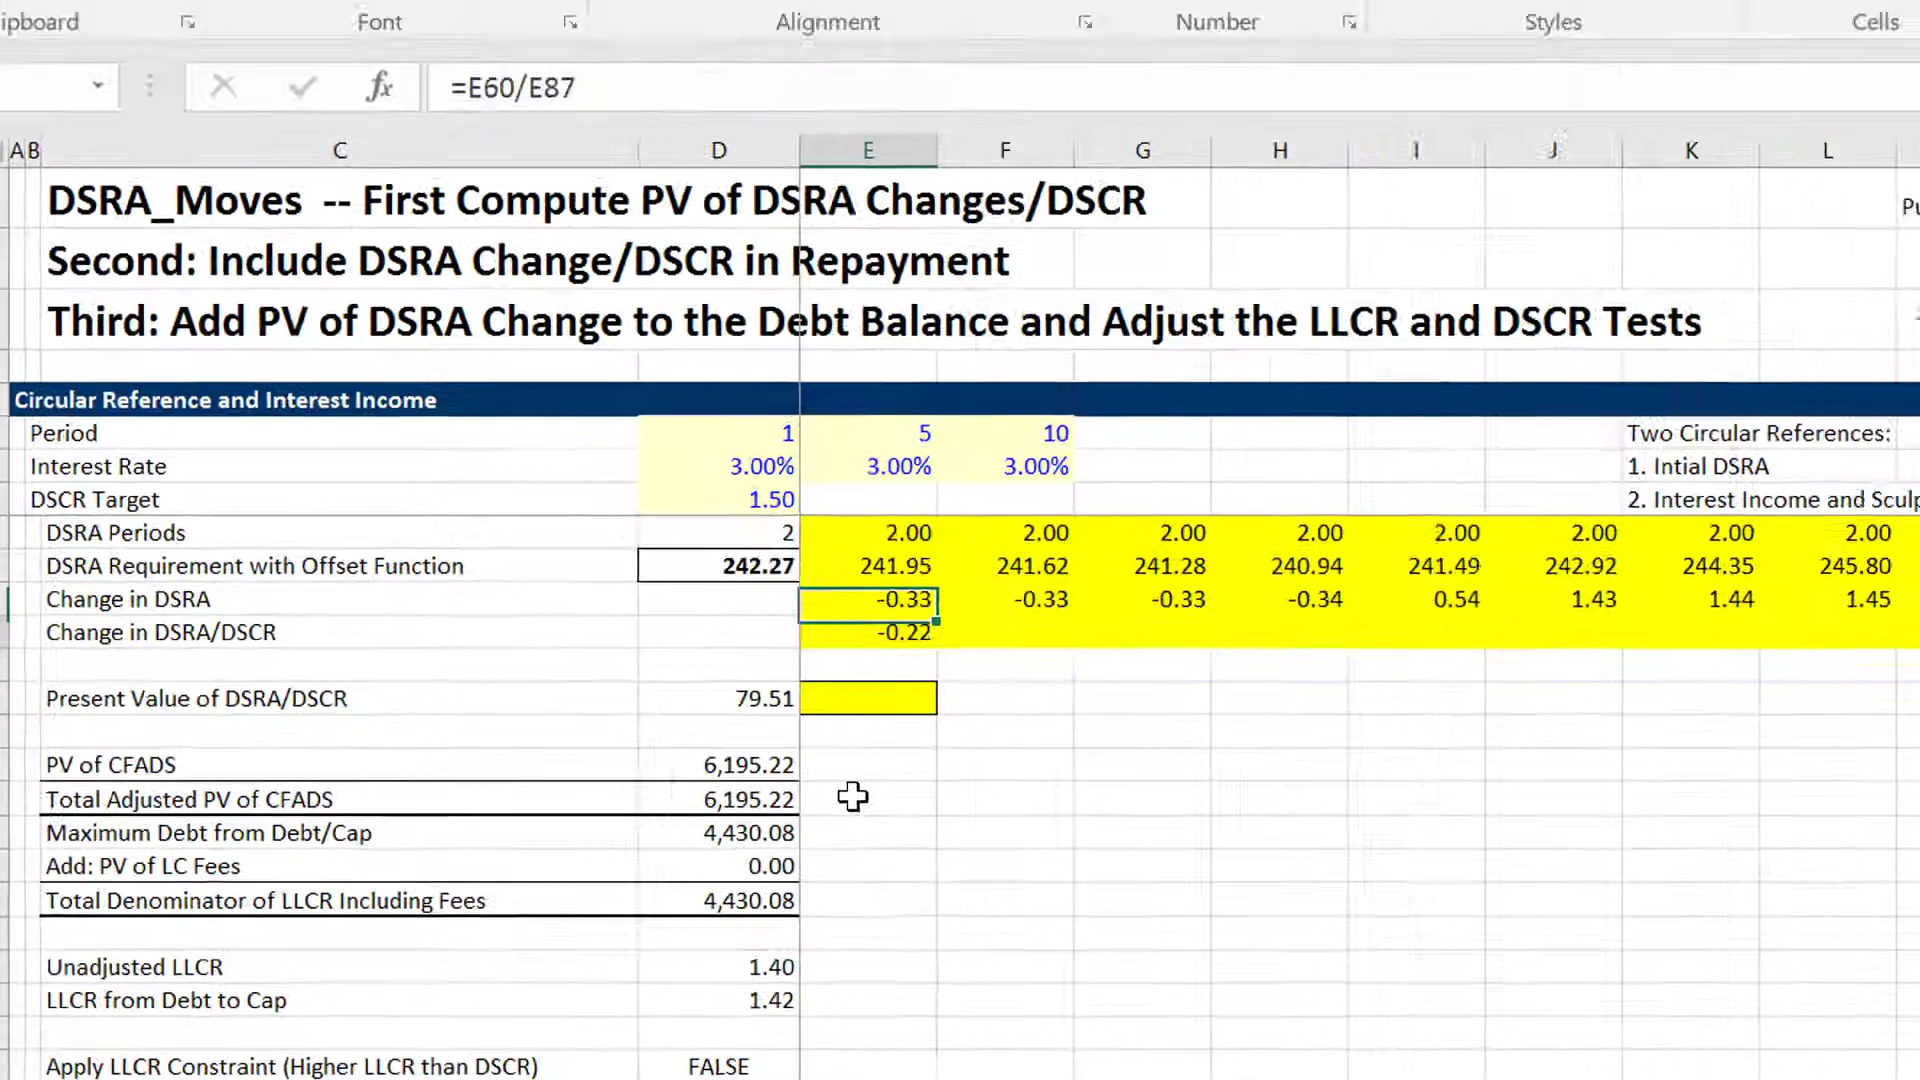 ipboard Font Alignment Number Styles Cells
fx =E60/E87
A B C D E F G H I J K L
DSRA_Moves -- First Compute PV of DSRA Changes/DSCR
Second: Include DSRA Change/DSCR in Repayment
Third: Add PV of DSRA Change to the Debt Balance and Adjust the LLCR and DSCR Tests
Circular Reference and Interest Income
Period 1 5 10 Two Circular References:
Interest Rate 3.00% 3.00% 3.00% 1. Intial DSRA
DSCR Target 1.50 2. Interest Income and Sculp
DSRA Periods 2 2.00 2.00 2.00 2.00 2.00 2.00 2.00 2.00
DSRA Requirement with Offset Function 242.27 241.95 241.62 241.28 240.94 241.49 242.92 244.35 245.80
Change in DSRA -0.33 -0.33 -0.33 -0.34 0.54 1.43 1.44 1.45
Change in DSRA/DSCR -0.22
Present Value of DSRA/DSCR 79.51
PV of CFADS 6,195.22
Total Adjusted PV of CFADS 6,195.22
Maximum Debt from Debt/Cap 4,430.08
Add: PV of LC Fees 0.00
Total Denominator of LLCR Including Fees 4,430.08
Unadjusted LLCR 1.40
LLCR from Debt to Cap 1.42
Apply LLCR Constraint (Higher LLCR than DSCR) FALSE